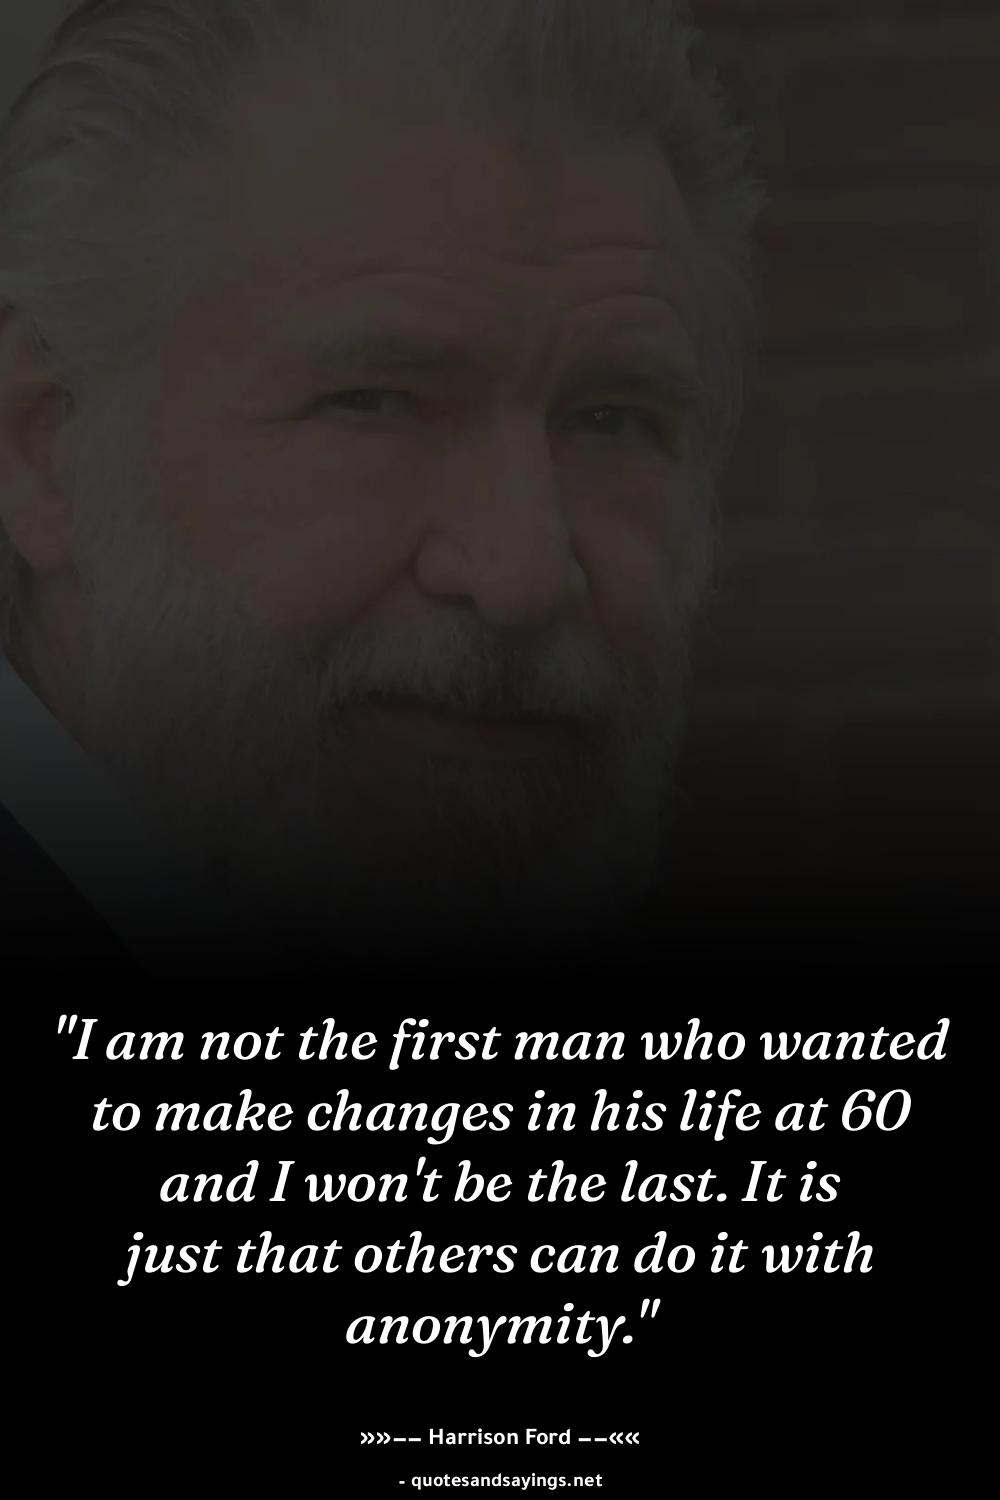 "I am not the first man who wanted
to make changes in his life at 60
and I won't be the last. It is
just that others can do it with
anonymity."
»»−− Harrison Ford −−««
- quotesandsayings.net